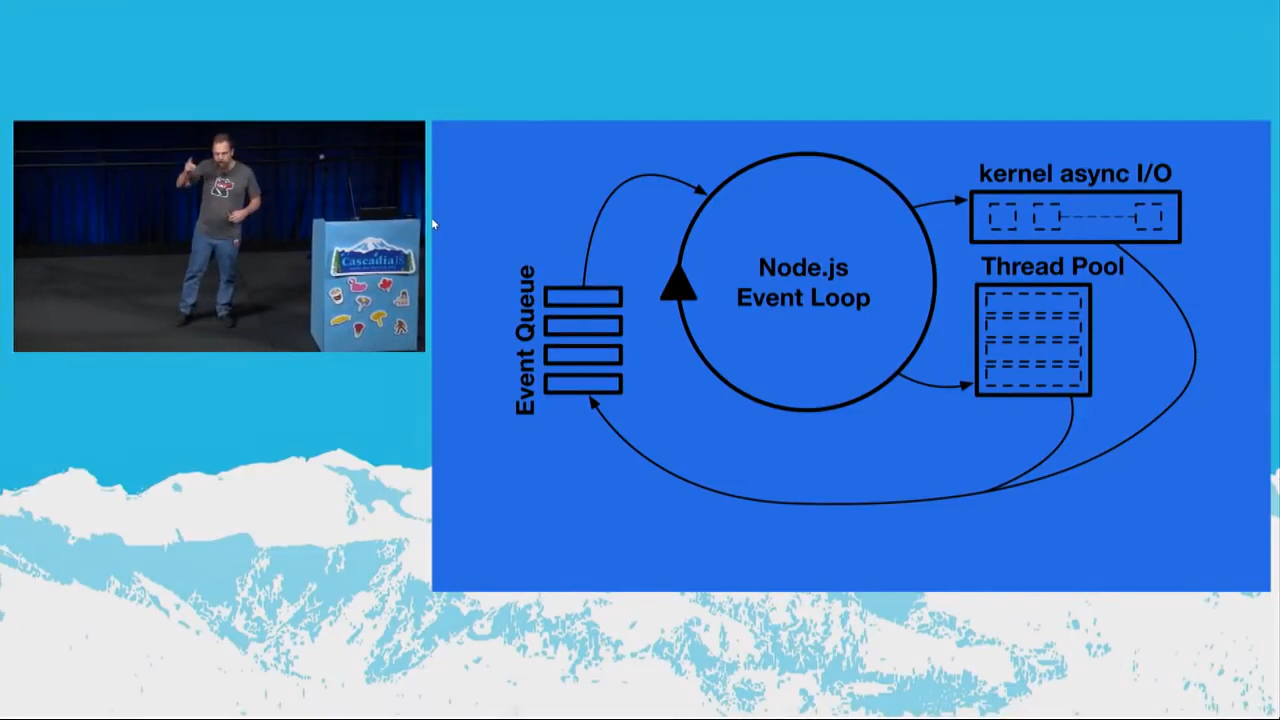 CascadiaJS
Event Queue
Node.js
Event Loop
kernel async I/O
Thread Pool